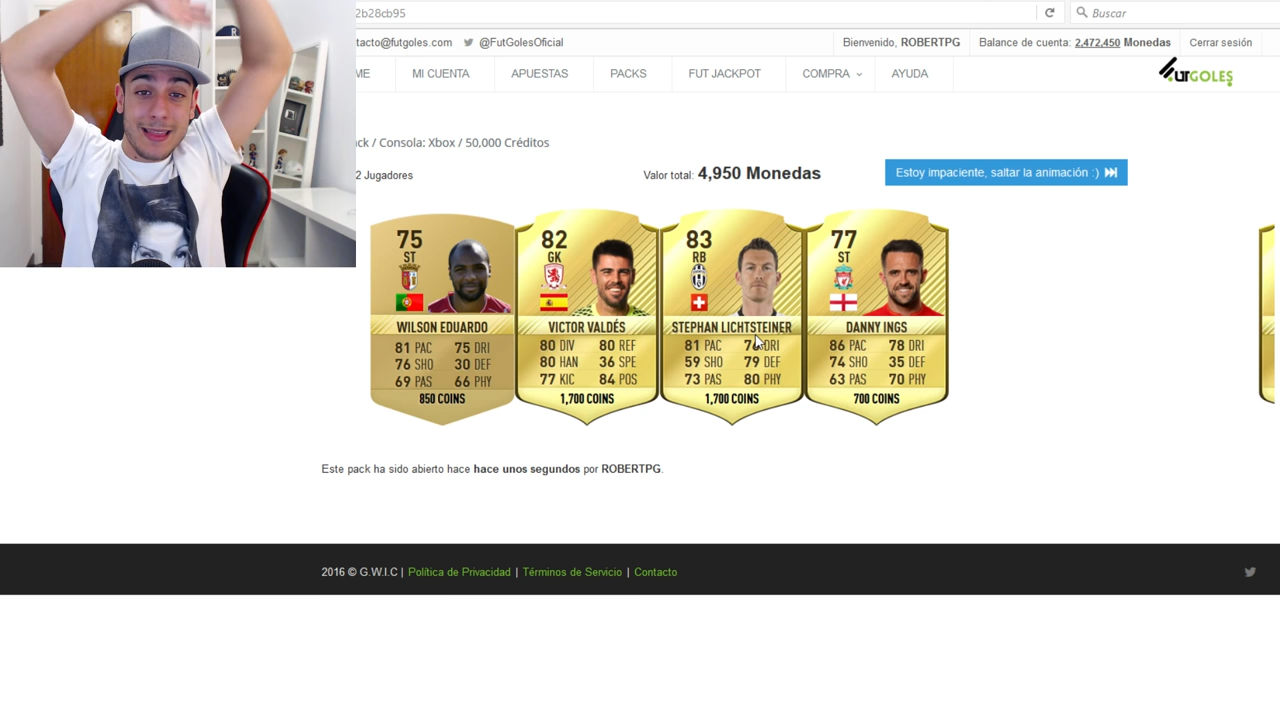 2b28cb95
Buscar
tacto@futgoles.com @FutGolesOficial Bienvenido, ROBERTPG Balance de cuenta: 2,472,450 Monedas Cerrar sesión
ME MI CUENTA APUESTAS PACKS FUT JACKPOT COMPRA AYUDA
FUTGOLES
ck / Consola: Xbox / 50,000 Créditos
2 Jugadores Valor total: 4,950 Monedas Estoy impaciente, saltar la animación :)
75
ST
WILSON EDUARDO
81 PAC 75 DRI
76 SHO 30 DEF
69 PAS 66 PHY
850 COINS
82
GK
VICTOR VALDÉS
80 DIV 80 REF
80 HAN 36 SPE
77 KIC 84 POS
1,700 COINS
83
RB
STEPHAN LICHTSTEINER
81 PAC 76 DRI
59 SHO 79 DEF
73 PAS 80 PHY
1,700 COINS
77
ST
DANNY INGS
86 PAC 78 DRI
74 SHO 35 DEF
63 PAS 70 PHY
700 COINS
Este pack ha sido abierto hace hace unos segundos por ROBERTPG.
2016 © G.W.I.C | Política de Privacidad | Términos de Servicio | Contacto